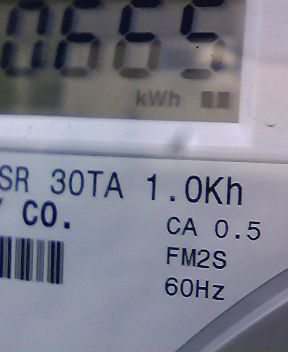 0665
kWh
SR 30TA 1.0Kh
Y CO.
CA 0.5
FM2S
60Hz